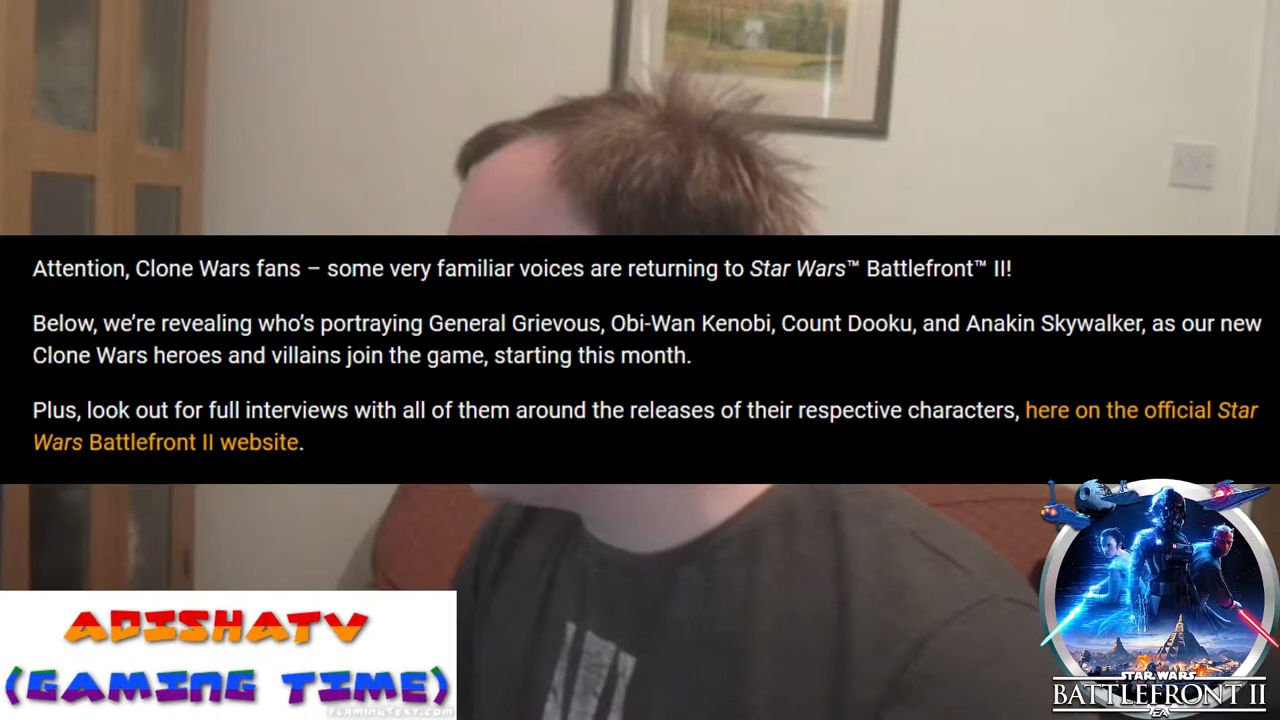 Attention, Clone Wars fans – some very familiar voices are returning to Star Wars™ Battlefront™ II!
Below, we’re revealing who’s portraying General Grievous, Obi-Wan Kenobi, Count Dooku, and Anakin Skywalker, as our new
Clone Wars heroes and villains join the game, starting this month.
Plus, look out for full interviews with all of them around the releases of their respective characters, here on the official Star
Wars Battlefront II website.
ADISHATV
(GAMING TIME)
FLAMINGTEXT.COM
STAR WARS
BATTLEFRONT II
EA